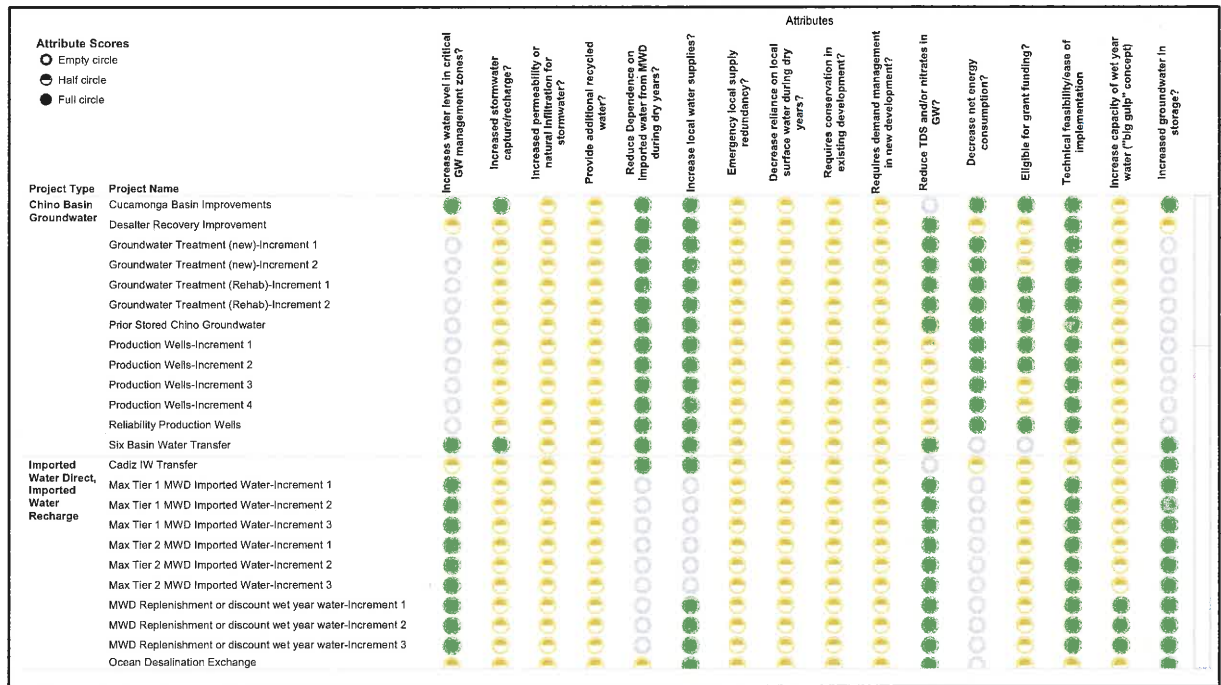 Attributes
Attribute Scores
Empty circle
Half circle
Full circle
Increases water level in critical
GW management zones?
Increased stormwater
capture/recharge?
Increased permeability or
natural infiltration for
stormwater?
Provide additional recycled
water?
Reduce Dependence on
Imported water from MWD
during dry years?
Increase local water supplies?
Emergency local supply
redundancy?
Decrease reliance on local
surface water during dry
years?
Requires conservation in
existing development?
Requires demand management
in new development?
Reduce TDS and/or nitrates in
GW?
Decrease not energy
consumption?
Eligible for grant funding?
Technical feasibility/ease of
implementation
Increase capacity of wet year
water ("big gulp" concept)
Increased groundwater in
storage?
Project Type Project Name
Chino Basin Cucamonga Basin Improvements
Groundwater
Desalter Recovery Improvement
Groundwater Treatment (new)-Increment 1
Groundwater Treatment (new)-Increment 2
Groundwater Treatment (Rehab)-Increment 1
Groundwater Treatment (Rehab)-Increment 2
Prior Stored Chino Groundwater
Production Wells-Increment 1
Production Wells-Increment 2
Production Wells-Increment 3
Production Wells-Increment 4
Reliability Production Wells
Six Basin Water Transfer
Imported Cadiz IW Transfer
Water Direct,
Imported Max Tier 1 MWD Imported Water-Increment 1
Water Max Tier 1 MWD Imported Water-Increment 2
Recharge
Max Tier 1 MWD Imported Water-Increment 3
Max Tier 2 MWD Imported Water-Increment 1
Max Tier 2 MWD Imported Water-Increment 2
Max Tier 2 MWD Imported Water-Increment 3
MWD Replenishment or discount wet year water-Increment 1
MWD Replenishment or discount wet year water-Increment 2
MWD Replenishment or discount wet year water-Increment 3
Ocean Desalination Exchange